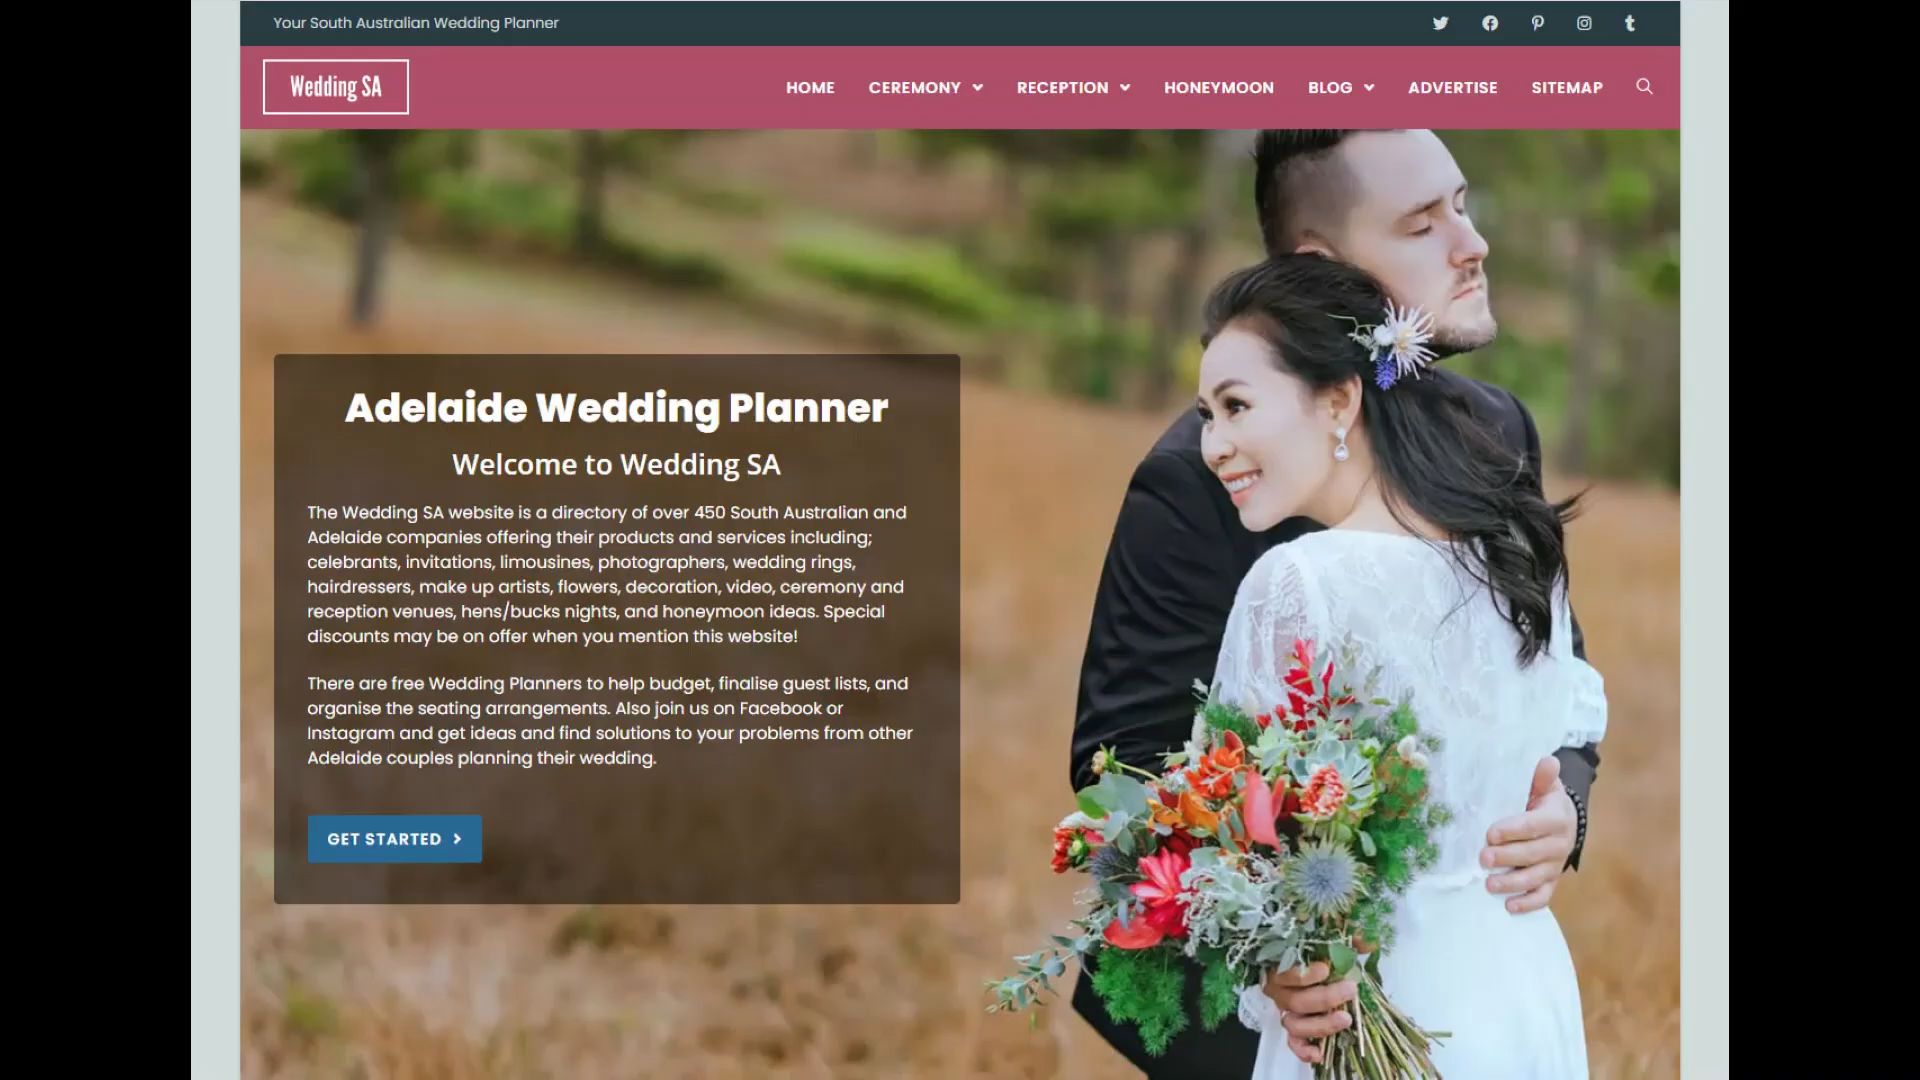 Your South Australian Wedding Planner
Wedding SA
HOME
CEREMONY
RECEPTION
HONEYMOON
BLOG
ADVERTISE
SITEMAP
Adelaide Wedding Planner
Welcome to Wedding SA
The Wedding SA website is a directory of over 450 South Australian and
Adelaide companies offering their products and services including;
celebrants, invitations, limousines, photographers, wedding rings,
hairdressers, make up artists, flowers, decoration, video, ceremony and
reception venues, hens/bucks nights, and honeymoon ideas. Special
discounts may be on offer when you mention this website!
There are free Wedding Planners to help budget, finalise guest lists, and
organise the seating arrangements. Also join us on Facebook or
Instagram and get ideas and find solutions to your problems from other
Adelaide couples planning their wedding.
GET STARTED